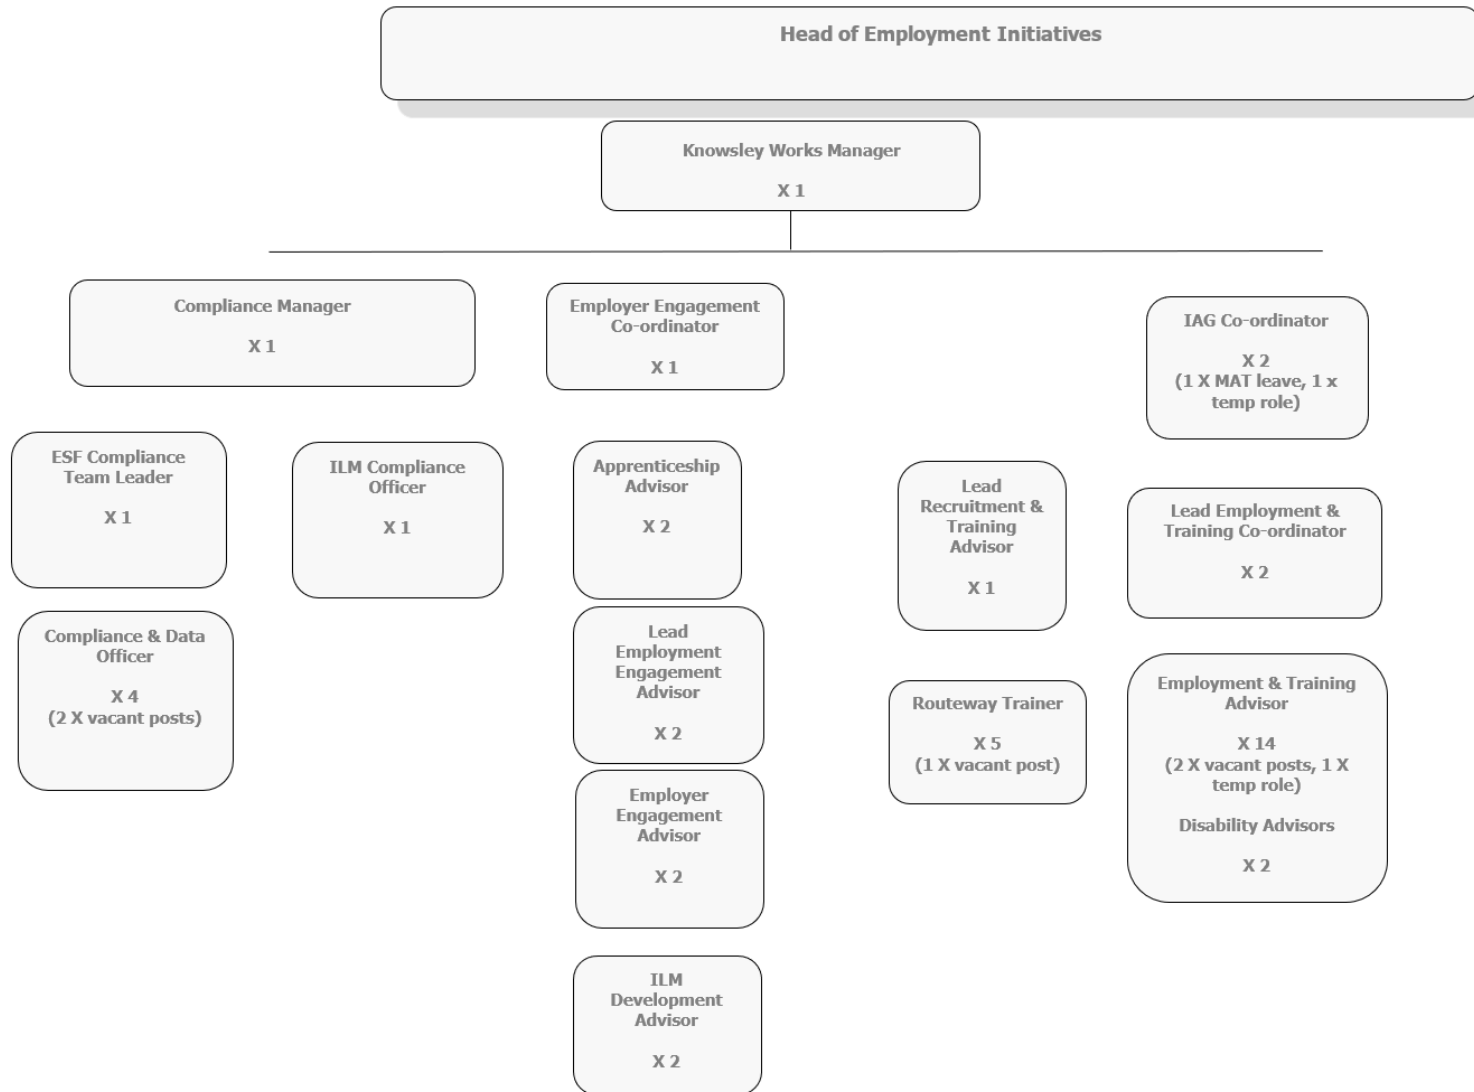 Head of Employment Initiatives
Knowsley Works Manager
X 1
Compliance Manager
X 1
Employer Engagement
Co-ordinator
X 1
IAG Co-ordinator
X 2
(1 X MAT leave, 1 x
temp role)
ESF Compliance
Team Leader
X 1
ILM Compliance
Officer
X 1
Apprenticeship
Advisor
X 2
Lead
Recruitment &
Training
Advisor
X 1
Lead Employment &
Training Co-ordinator
X 2
Compliance & Data
Officer
X 4
(2 X vacant posts)
Lead
Employment
Engagement
Advisor
X 2
Routeway Trainer
X 5
(1 X vacant post)
Employment & Training
Advisor
X 14
(2 X vacant posts, 1 X
temp role)
Disability Advisors
X 2
Employer
Engagement
Advisor
X 2
ILM
Development
Advisor
X 2